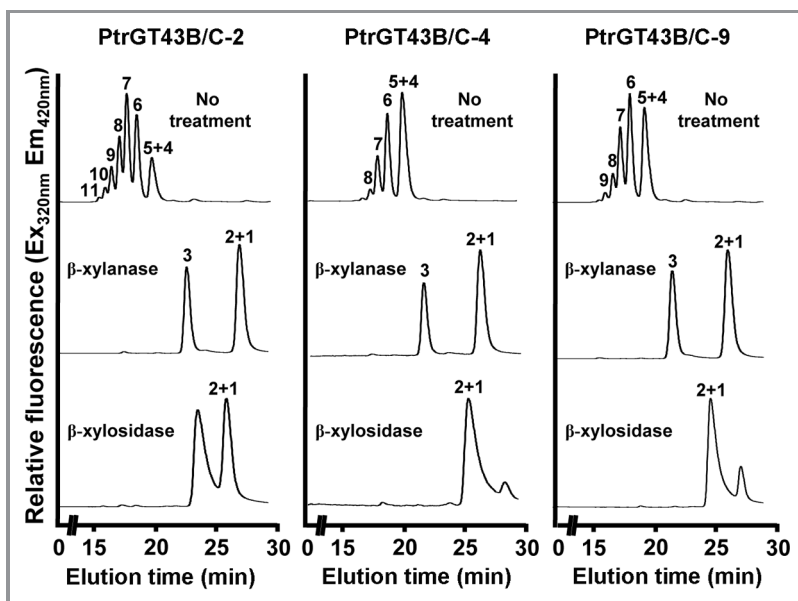 PtrGT43B/C-2
PtrGT43B/C-4
PtrGT43B/C-9
Relative fluorescence (Ex320nm Em420nm)
11
10
9
8
7
6
5+4
No
treatment
8
7
6
5+4
No
treatment
9
8
7
6
5+4
No
treatment
β-xylanase
3
2+1
β-xylanase
3
2+1
β-xylanase
3
2+1
β-xylosidase
2+1
β-xylosidase
2+1
β-xylosidase
2+1
0 15 20 25 30
0 15 20 25 30
0 15 20 25 30
Elution time (min)
Elution time (min)
Elution time (min)